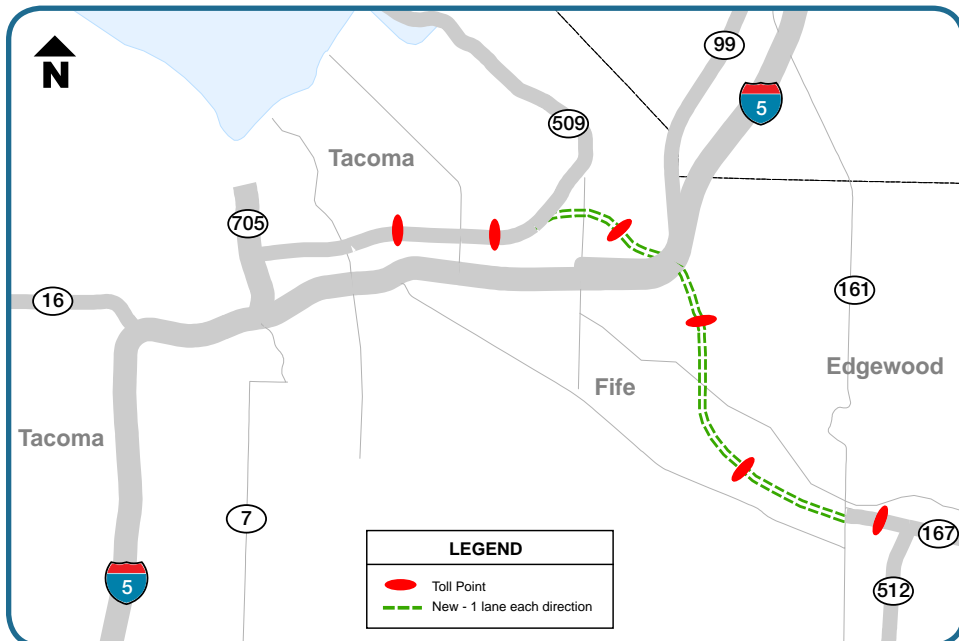 N
99
5
509
Tacoma
705
16
161
Edgewood
Fife
Tacoma
7
LEGEND
Toll Point
New - 1 lane each direction
167
5
512